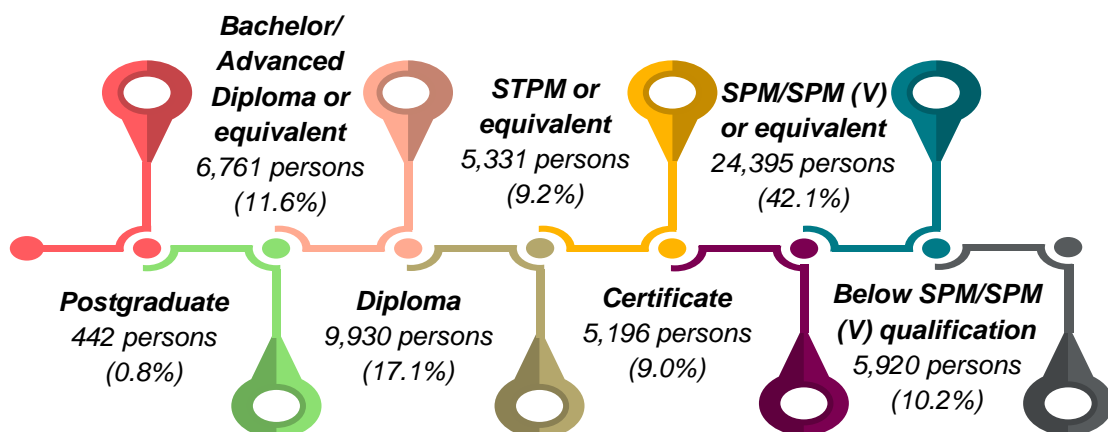 Bachelor/
Advanced
Diploma or
equivalent
6,761 persons
(11.6%)
STPM or
equivalent
5,331 persons
(9.2%)
SPM/SPM (V)
or equivalent
24,395 persons
(42.1%)
Postgraduate
442 persons
(0.8%)
Diploma
9,930 persons
(17.1%)
Certificate
5,196 persons
(9.0%)
Below SPM/SPM
(V) qualification
5,920 persons
(10.2%)